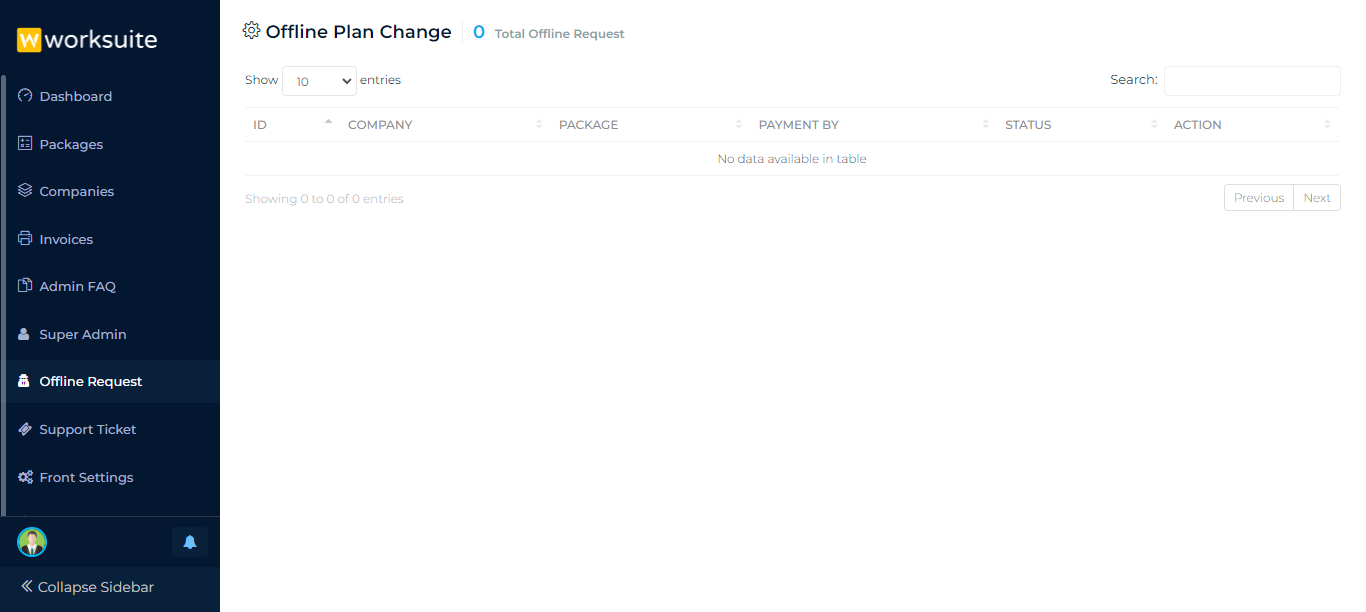 worksuite
Dashboard
Packages
Companies
Invoices
Admin FAQ
Super Admin
Offline Request
Support Ticket
Front Settings
Collapse Sidebar
Offline Plan Change 0 Total Offline Request
Show 10 entries Search:
ID COMPANY PACKAGE PAYMENT BY STATUS ACTION
No data available in table
Showing 0 to 0 of 0 entries Previous Next